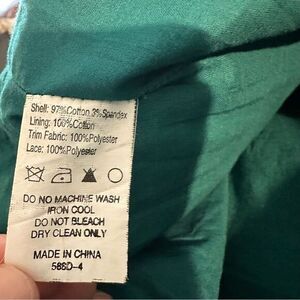 Shell: 97%Cotton 3%Spandex
Lining: 100%Cotton
Trim Fabric: 100%Polyester
Lace: 100%Polyester
DO NO MACHINE WASH
IRON COOL
DO NOT BLEACH
DRY CLEAN ONLY
MADE IN CHINA
586D-4